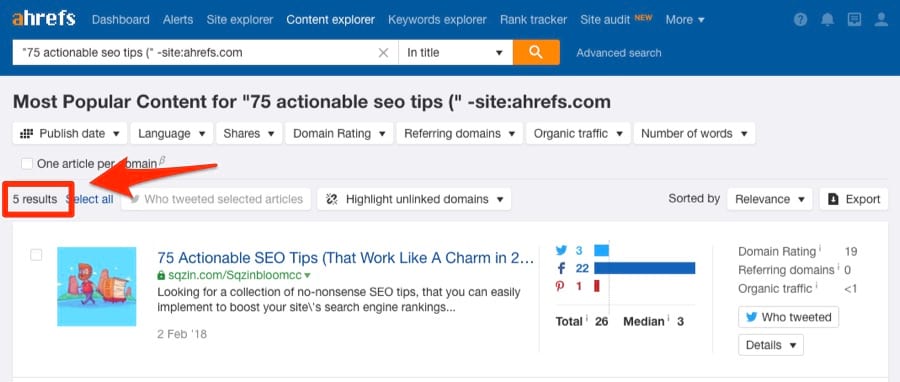 ahrefs Dashboard Alerts Site explorer Content explorer Keywords explorer Rank tracker Site audit NEW More
"75 actionable seo tips (" -site:ahrefs.com In title Advanced search
Most Popular Content for "75 actionable seo tips (" -site:ahrefs.com
Publish date Language Shares Domain Rating Referring domains Organic traffic Number of words
One article per domain β
5 results Select all Who tweeted selected articles Highlight unlinked domains Sorted by Relevance Export
75 Actionable SEO Tips (That Work Like A Charm in 2...
sqzin.com/Sqzinbloomcc
Looking for a collection of no-nonsense SEO tips, that you can easily
implement to boost your site\'s search engine rankings...
2 Feb '18
3
22
1
Total i 26 Median i 3
Domain Rating i 19
Referring domains i 0
Organic traffic i <1
Who tweeted
Details